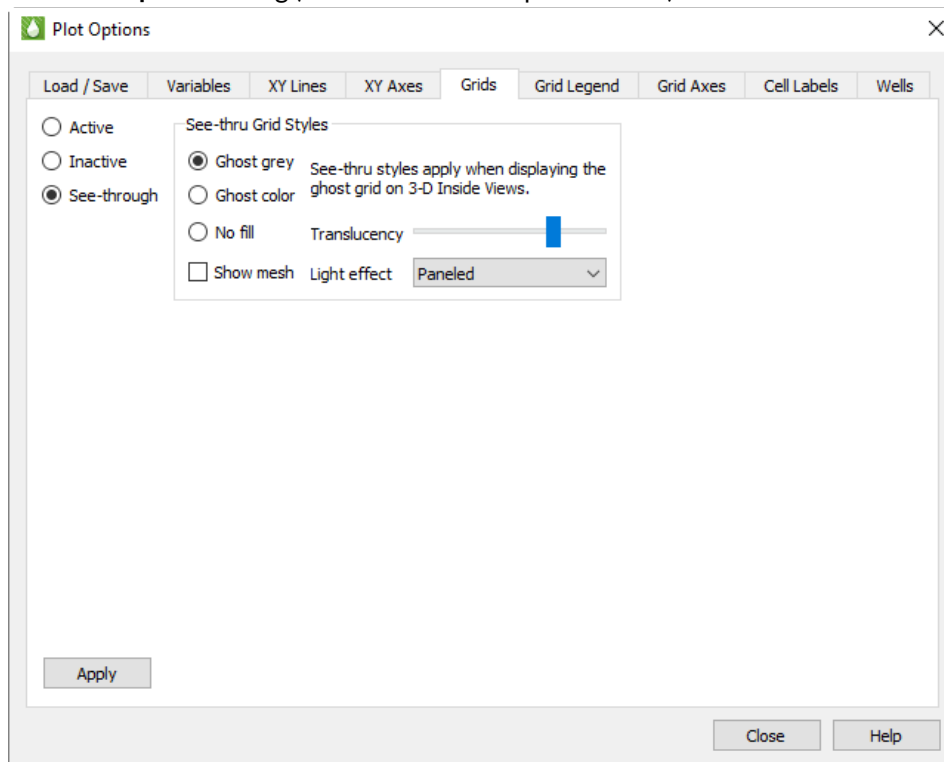 Plot Options
Load / Save Variables XY Lines XY Axes Grids Grid Legend Grid Axes Cell Labels Wells
Active
Inactive
See-through
See-thru Grid Styles
Ghost grey
Ghost color
No fill
Show mesh
See-thru styles apply when displaying the
ghost grid on 3-D Inside Views.
Translucency
Light effect Paneled
Apply
Close Help